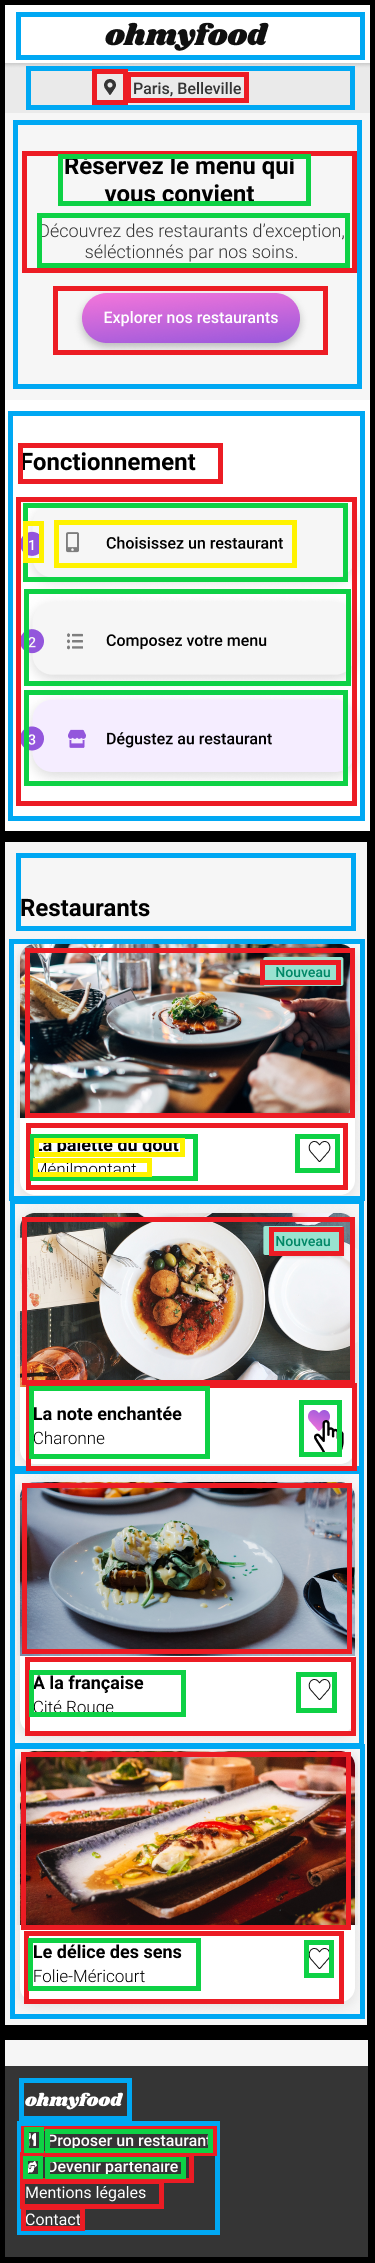 ohmyfood
Paris, Belleville
Réservez le menu qui
vous convient
Découvrez des restaurants d'exception,
séléctionnés par nos soins.
Explorer nos restaurants
Fonctionnement
1
Choisissez un restaurant
2
Composez votre menu
3
Dégustez au restaurant
Restaurants
Nouveau
La palette du goût
Ménilmontant
Nouveau
La note enchantée
Charonne
A la française
Cité Rouge
Le délice des sens
Folie-Méricourt
ohmyfood
Proposer un restaurant
Devenir partenaire
Mentions légales
Contact